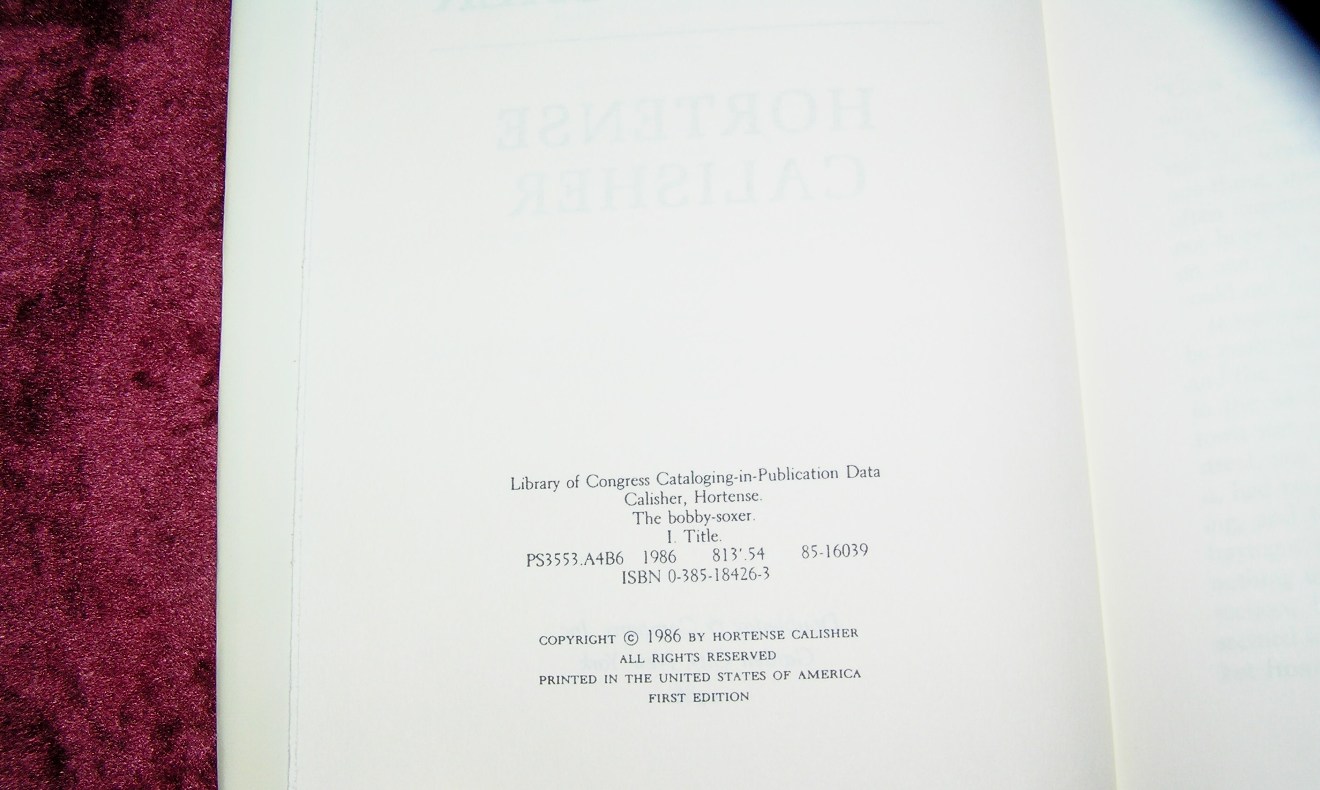 HORTENSE
CALISHER
Library of Congress Cataloging-in-Publication Data
Calisher, Hortense.
The bobby-soxer.
I. Title.
PS3553.A4B6 1986 813'.54 85-16039
ISBN 0-385-18426-3
COPYRIGHT © 1986 BY HORTENSE CALISHER
ALL RIGHTS RESERVED
PRINTED IN THE UNITED STATES OF AMERICA
FIRST EDITION